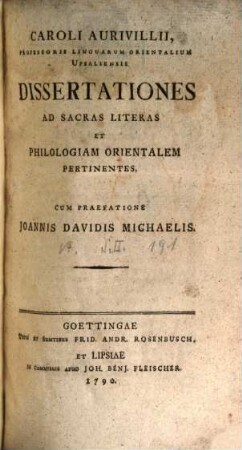 CAROLI AURIVILLII,
PROFESSORIS LINGUARUM ORIENTALIUM
UPSALIENSIS
DISSERTATIONES
AD SACRAS LITERAS
ET
PHILOLOGIAM ORIENTALEM
PERTINENTES,
CUM PRAEFATIONE
JOANNIS DAVIDIS MICHAELIS.
191
GOETTINGAE
TYPIS ET SUMTIBUS FRID. ANDR. ROSENBUSCH,
ET LIPSIAE
IN COMMISSIS APUD JOH. BENJ. FLEISCHER.
1790.